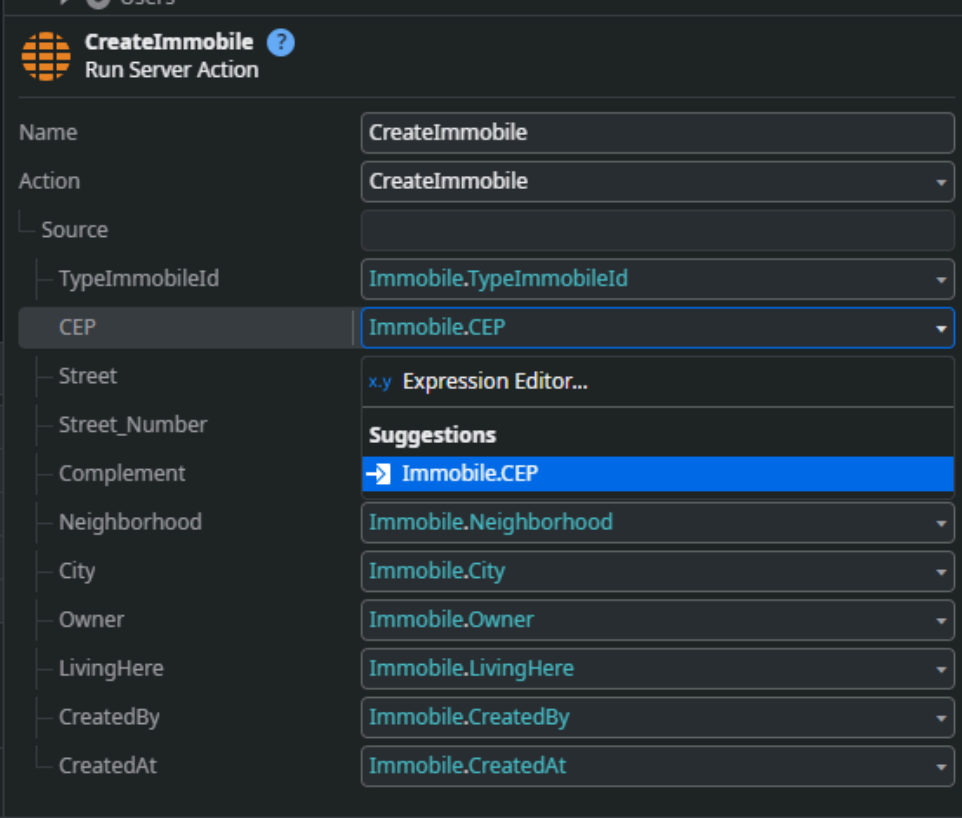 Users
CreateImmobile ?
Run Server Action
Name CreateImmobile
Action CreateImmobile
Source
TypeImmobileId Immobile.TypeImmobileId
CEP Immobile.CEP
Street x.y Expression Editor...
Street_Number Suggestions
Complement Immobile.CEP
Neighborhood Immobile.Neighborhood
City Immobile.City
Owner Immobile.Owner
LivingHere Immobile.LivingHere
CreatedBy Immobile.CreatedBy
CreatedAt Immobile.CreatedAt